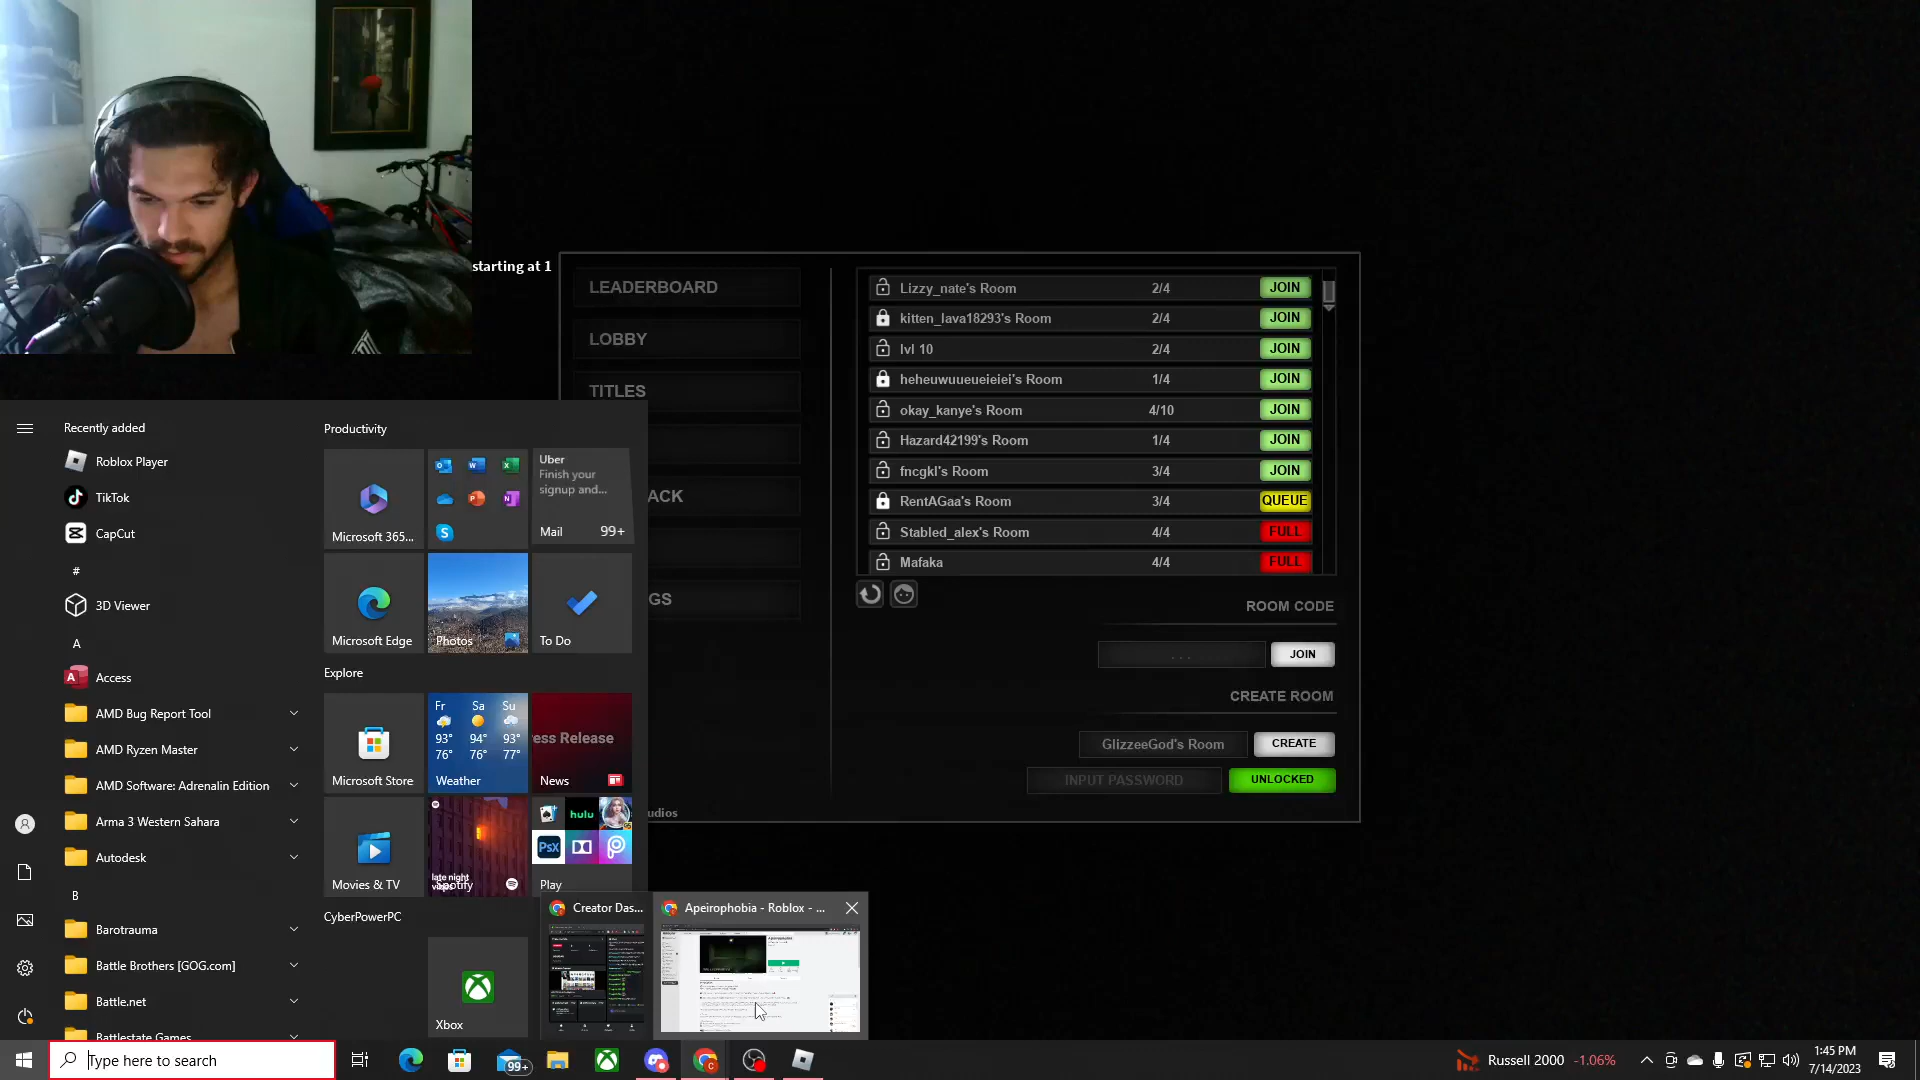 starting at 1
LEADERBOARD
LOBBY
TITLES
ACK
GS
udios
Lizzy_nate's Room 2/4 JOIN
kitten_lava18293's Room 2/4 JOIN
lvl 10 2/4 JOIN
heheuwuueueieiei's Room 1/4 JOIN
okay_kanye's Room 4/10 JOIN
Hazard42199's Room 1/4 JOIN
fncgkl's Room 3/4 JOIN
RentAGaa's Room 3/4 QUEUE
Stabled_alex's Room 4/4 FULL
Mafaka 4/4 FULL
ROOM CODE
... JOIN
CREATE ROOM
GlizzeeGod's Room CREATE
INPUT PASSWORD UNLOCKED
Recently added
Roblox Player
TikTok
CapCut
#
3D Viewer
A
Access
AMD Bug Report Tool
AMD Ryzen Master
AMD Software: Adrenalin Edition
Arma 3 Western Sahara
Autodesk
B
Barotrauma
Battle Brothers [GOG.com]
Battle.net
Battlestate Games
Productivity
Microsoft 365...
Uber
Finish your
signup and...
Mail 99+
Microsoft Edge
Photos
To Do
Explore
Microsoft Store
Fr Sa Su
93° 94° 93°
76° 76° 77°
Weather
ess Release
News
Movies & TV
late night
vibes
Spotify
hulu
PsX
Play
CyberPowerPC
Xbox
Creator Das...
Apeirophobia - Roblox - ...
Type here to search
99+
Russell 2000 -1.06%
1:45 PM
7/14/2023